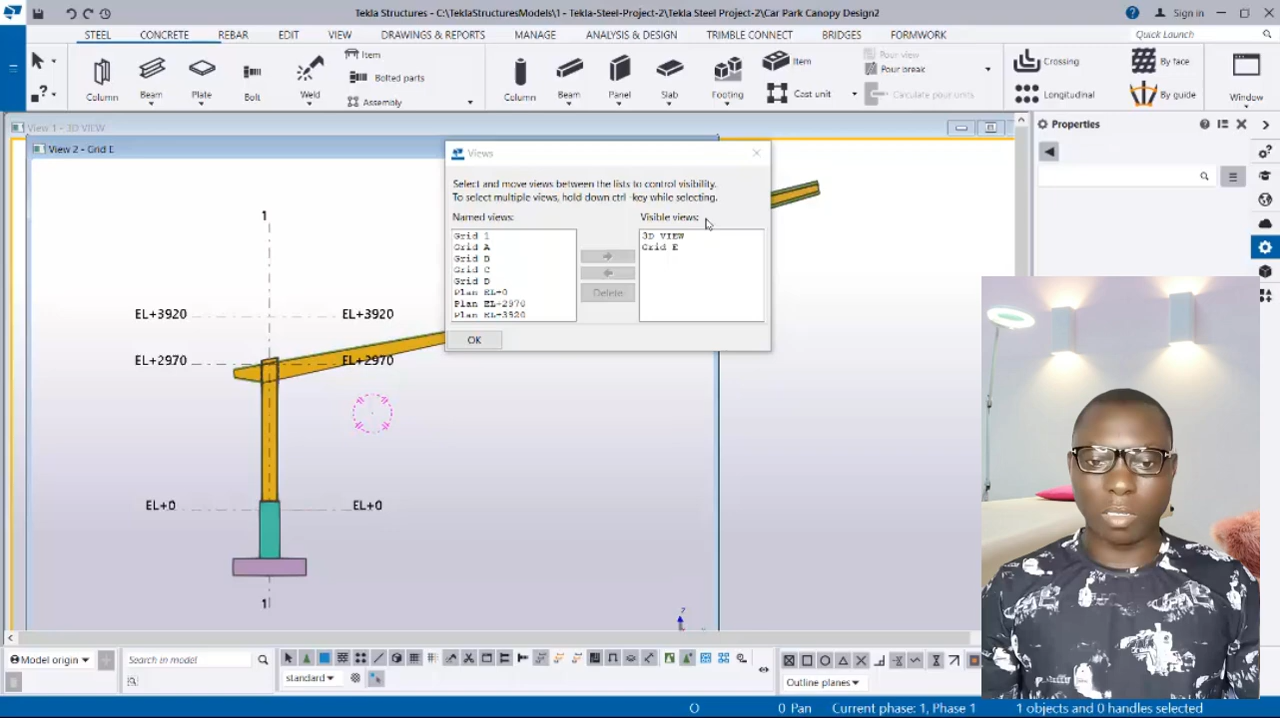 Tekla Structures - C:\TeklaStructuresModels\1 - Tekla-Steel-Project-2\Tekla Steel Project-2\Car Park Canopy Design2
Sign in
STEEL CONCRETE REBAR EDIT VIEW DRAWINGS & REPORTS MANAGE ANALYSIS & DESIGN TRIMBLE CONNECT BRIDGES FORMWORK Quick Launch
Item
Bolted parts
Assembly
Column Beam Plate Bolt Weld
Item
Cast unit
Column Beam Panel Slab Footing
Pour view
Pour break
Calculate pour units
Crossing
Longitudinal
By face
By guide
Window
View 1 - 3D VIEW
View 2 - Grid E
Properties
Views
Select and move views between the lists to control visibility.
To select multiple views, hold down ctrl -key while selecting.
Named views:
Grid 1
Grid A
Grid C
Grid D
Plan EL+0
Plan EL+2970
Plan EL+3920
Delete
Visible views:
3D VIEW
Grid E
OK
1
EL+3920 EL+3920
EL+2970 EL+2970
EL+0 EL+0
1
z
Model origin
Search in model
standard
Outline planes
O 0 Pan Current phase: 1, Phase 1 1 objects and 0 handles selected